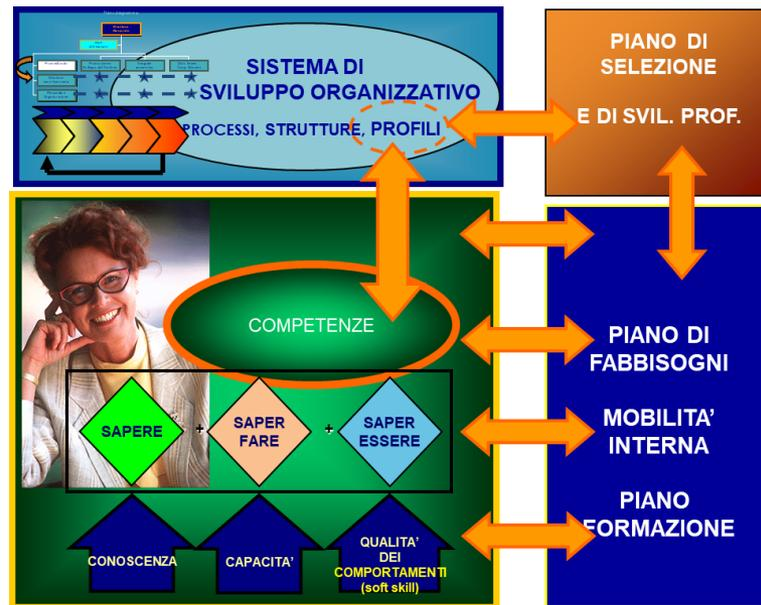 SISTEMA DI
SVILUPPO ORGANIZZATIVO
PROCESSI, STRUTTURE, PROFILI
PIANO DI
SELEZIONE
E DI SVIL. PROF.
COMPETENZE
SAPERE
+
SAPER
FARE
+
SAPER
ESSERE
CONOSCENZA
CAPACITA'
QUALITA'
DEI
COMPORTAMENTI
(soft skill)
PIANO DI
FABBISOGNI
MOBILITA'
INTERNA
PIANO
FORMAZIONE